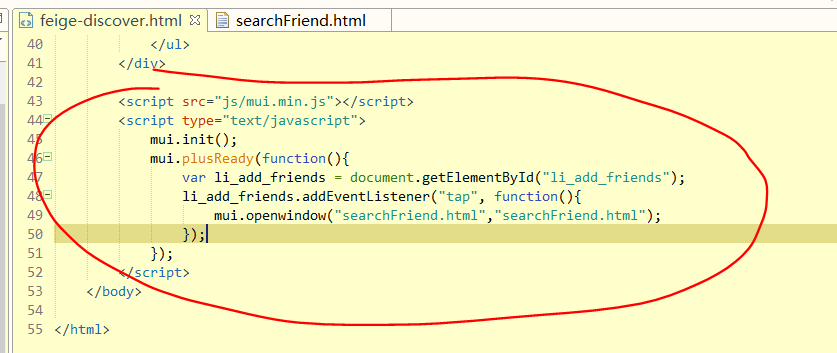 feige-discover.html searchFriend.html
40 </ul>
41 </div>
42
43 <script src="js/mui.min.js"></script>
44 <script type="text/javascript">
45 mui.init();
46 mui.plusReady(function(){
47 var li_add_friends = document.getElementById("li_add_friends");
48 li_add_friends.addEventListener("tap", function(){
49 mui.openwindow("searchFriend.html","searchFriend.html");
50 });
51 });
52 </script>
53 </body>
54
55 </html>